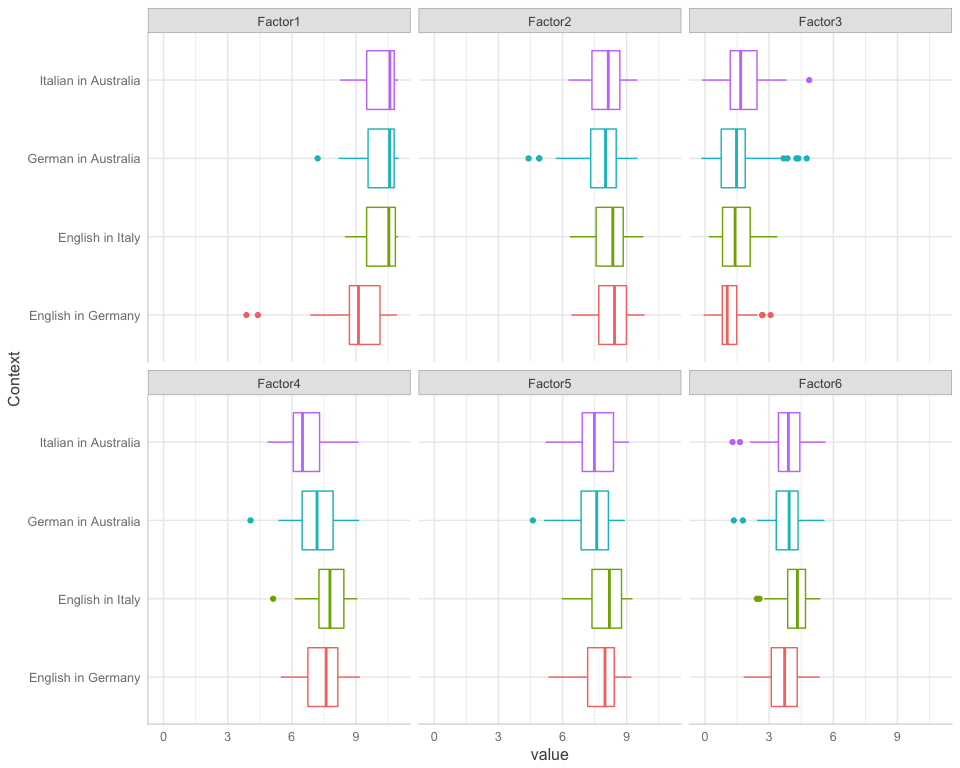 Factor1
Factor2
Factor3
Italian in Australia
German in Australia
English in Italy
English in Germany
Context
Factor4
Factor5
Factor6
Italian in Australia
German in Australia
English in Italy
English in Germany
0 3 6 9
0 3 6 9
0 3 6 9
value